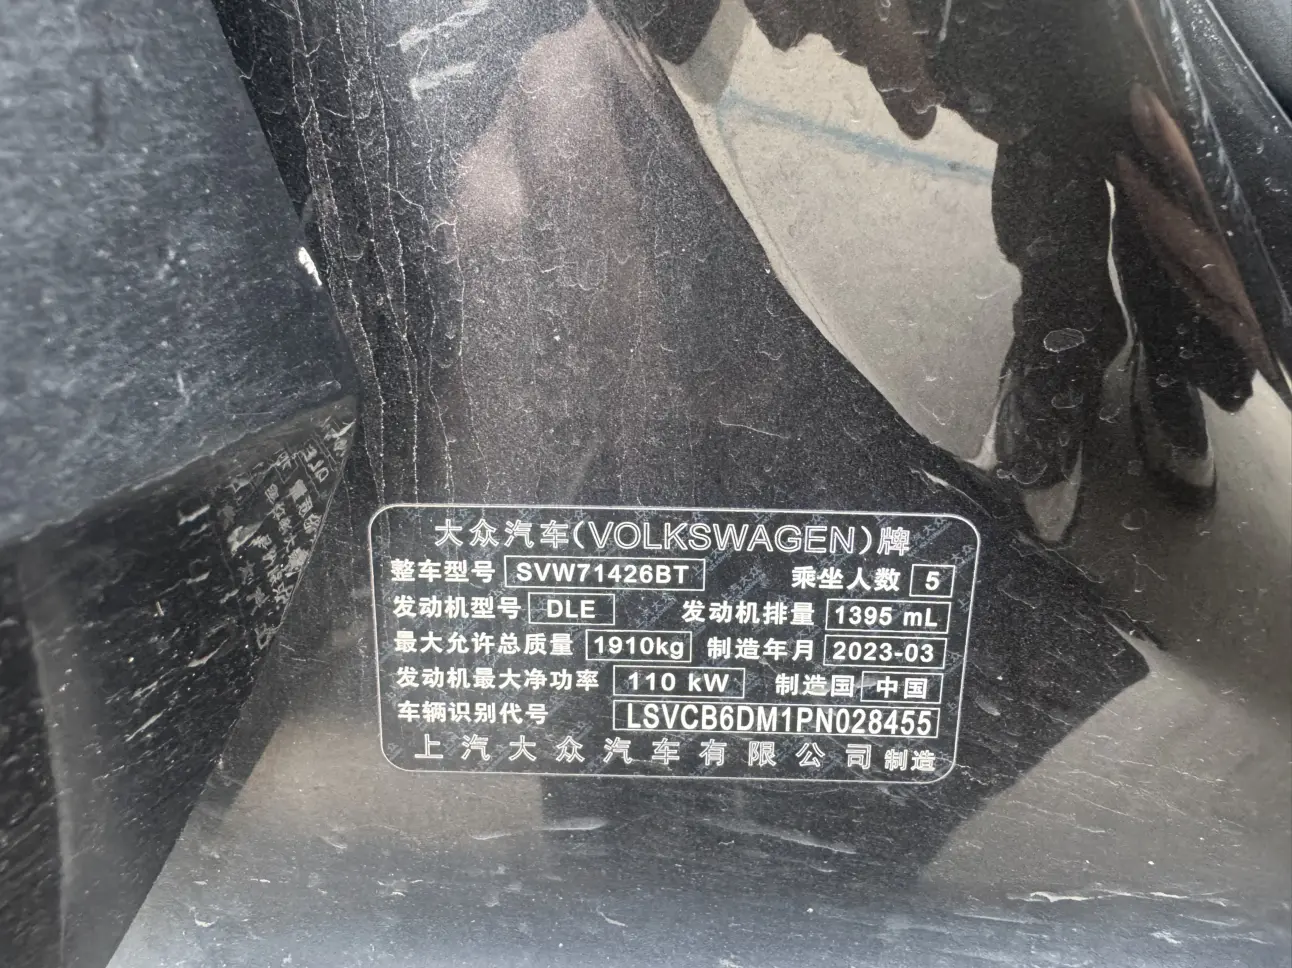 大众汽车(VOLKSWAGEN)牌
整车型号 SVW71426BT 乘坐人数 5
发动机型号 DLE 发动机排量 1395 mL
最大允许总质量 1910kg 制造年月 2023-03
发动机最大净功率 110 kW 制造国 中国
车辆识别代号 LSVCB6DM1PN028455
上汽大众汽车有限公司 制造